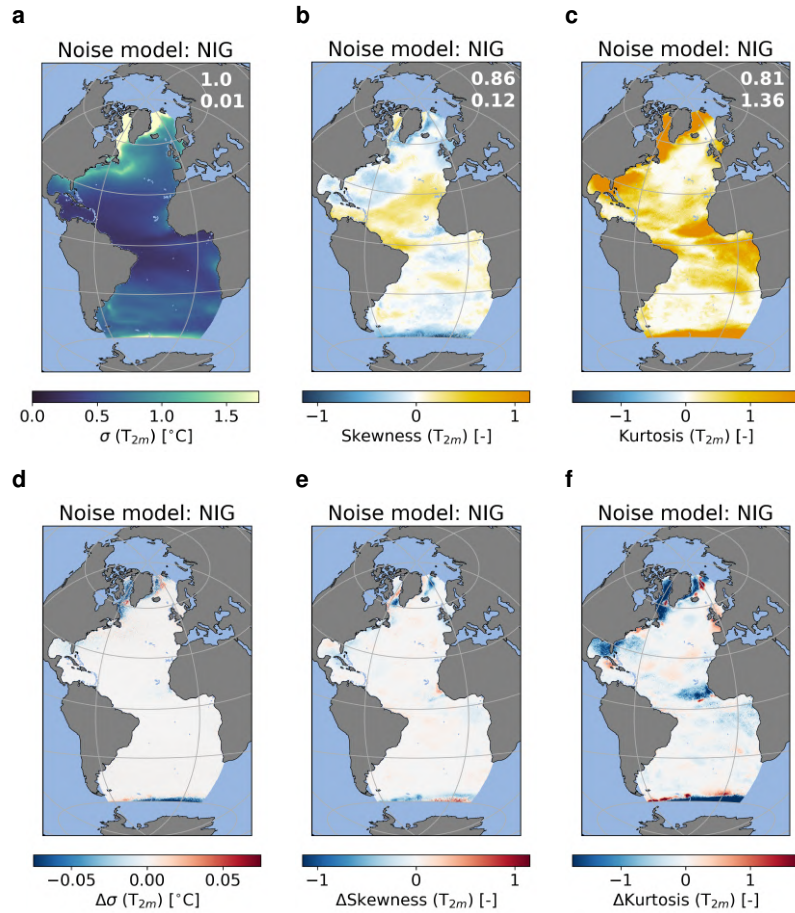 a b c
Noise model: NIG Noise model: NIG Noise model: NIG
1.0 0.86 0.81
0.01 0.12 1.36
0.0 0.5 1.0 1.5 −1 0 1 −1 0 1
σ (T₂ₘ) [°C] Skewness (T₂ₘ) [-] Kurtosis (T₂ₘ) [-]
d e f
Noise model: NIG Noise model: NIG Noise model: NIG
−0.05 0.00 0.05 −1 0 1 −1 0 1
Δσ (T₂ₘ) [°C] ΔSkewness (T₂ₘ) [-] ΔKurtosis (T₂ₘ) [-]